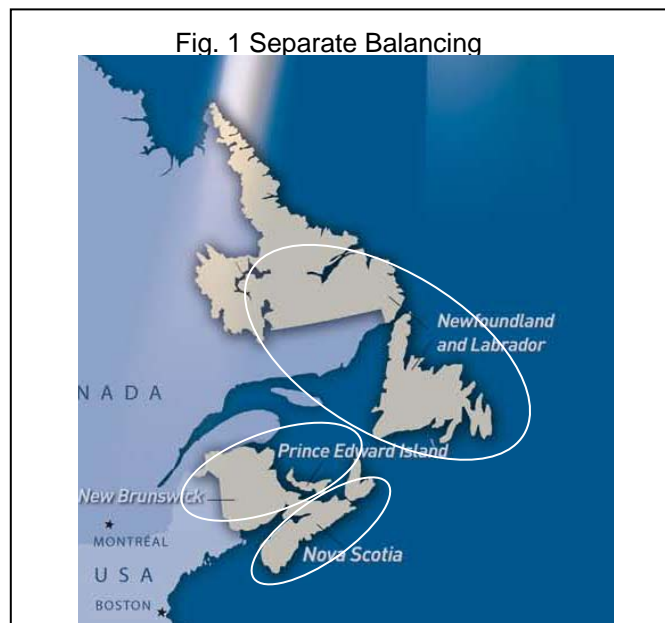 Fig. 1 Separate Balancing
Newfoundland
and Labrador
NADA
Prince Edward Island
New Brunswick
MONTRÉAL
Nova Scotia
USA
BOSTON